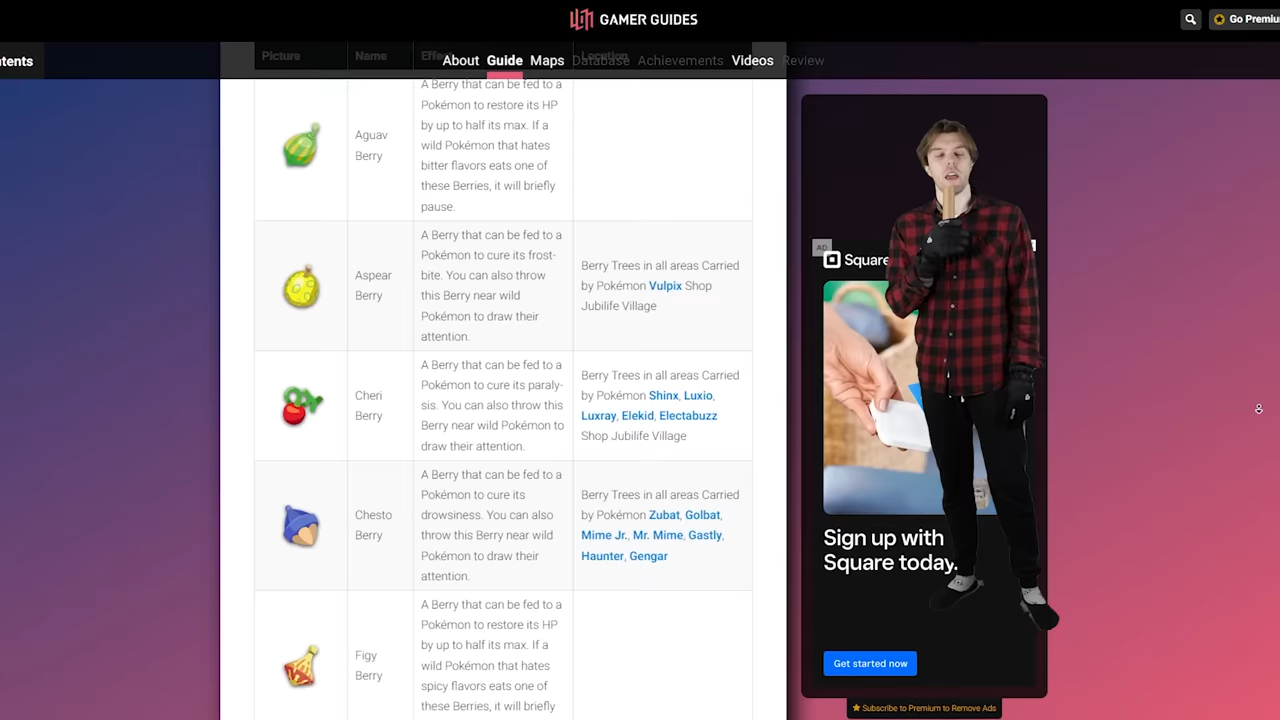 GAMER GUIDES
Go Premiu
ntents
About Guide Maps Database Achievements Videos Review
Picture Name Effect Location
Aguav
Berry
A Berry that can be fed to a
Pokémon to restore its HP
by up to half its max. If a
wild Pokémon that hates
bitter flavors eats one of
these Berries, it will briefly
pause.
Aspear
Berry
A Berry that can be fed to a
Pokémon to cure its frost-
bite. You can also throw
this Berry near wild
Pokémon to draw their
attention.
Berry Trees in all areas Carried
by Pokémon Vulpix Shop
Jubilife Village
Cheri
Berry
A Berry that can be fed to a
Pokémon to cure its paraly-
sis. You can also throw this
Berry near wild Pokémon to
draw their attention.
Berry Trees in all areas Carried
by Pokémon Shinx, Luxio,
Luxray, Elekid, Electabuzz
Shop Jubilife Village
Chesto
Berry
A Berry that can be fed to a
Pokémon to cure its
drowsiness. You can also
throw this Berry near wild
Pokémon to draw their
attention.
Berry Trees in all areas Carried
by Pokémon Zubat, Golbat,
Mime Jr., Mr. Mime, Gastly,
Haunter, Gengar
Figy
Berry
A Berry that can be fed to a
Pokémon to restore its HP
by up to half its max. If a
wild Pokémon that hates
spicy flavors eats one of
these Berries, it will briefly
AD
Square
Sign up with
Square today.
Get started now
Subscribe to Premium to Remove Ads